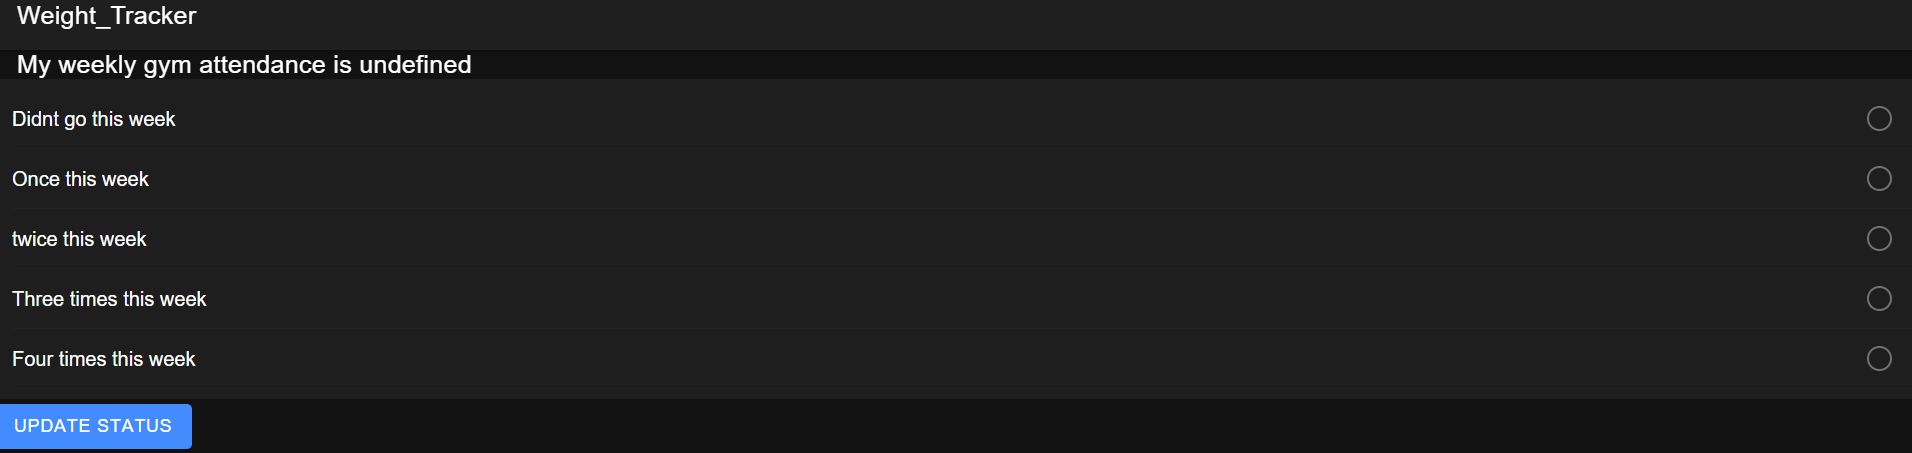 Weight_Tracker
My weekly gym attendance is undefined
Didnt go this week
Once this week
twice this week
Three times this week
Four times this week
UPDATE STATUS